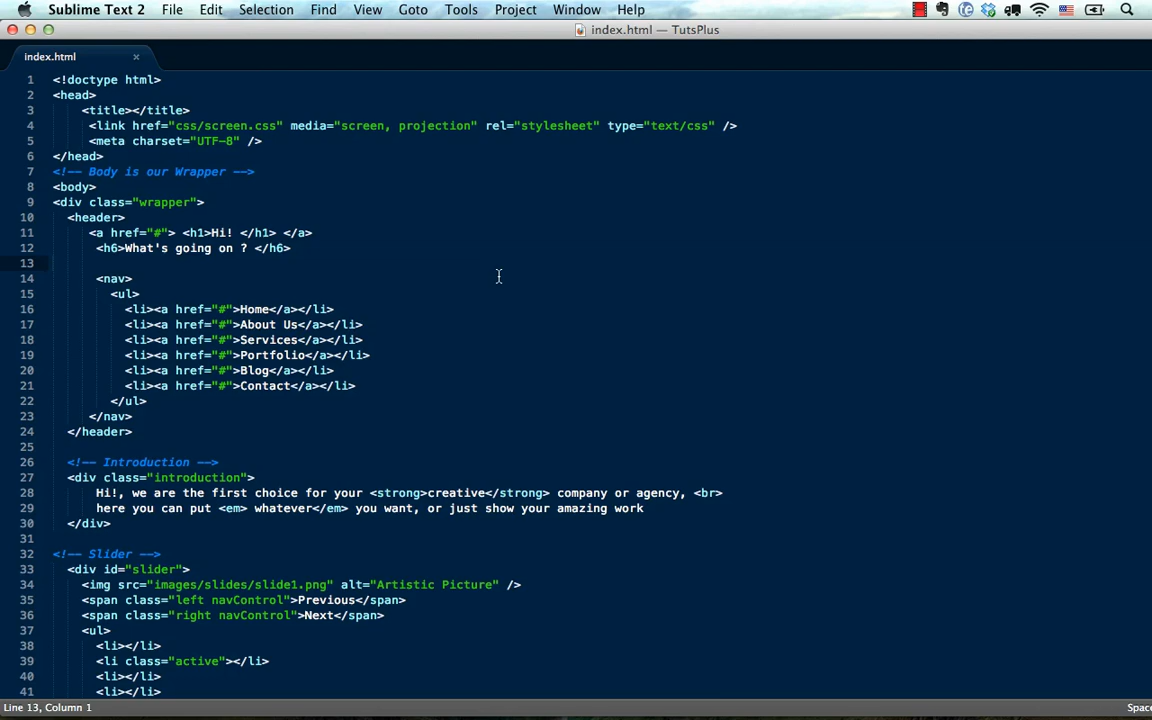 Sublime Text 2 File Edit Selection Find View Goto Tools Project Window Help
index.html — TutsPlus
index.html ×
1 <!doctype html>
2 <head>
3 <title></title>
4 <link href="css/screen.css" media="screen, projection" rel="stylesheet" type="text/css" />
5 <meta charset="UTF-8" />
6 </head>
7 <!-- Body is our Wrapper -->
8 <body>
9 <div class="wrapper">
10 <header>
11 <a href="#"> <h1>Hi! </h1> </a>
12 <h6>What's going on ? </h6>
13
14 <nav>
15 <ul>
16 <li><a href="#">Home</a></li>
17 <li><a href="#">About Us</a></li>
18 <li><a href="#">Services</a></li>
19 <li><a href="#">Portfolio</a></li>
20 <li><a href="#">Blog</a></li>
21 <li><a href="#">Contact</a></li>
22 </ul>
23 </nav>
24 </header>
25
26 <!-- Introduction -->
27 <div class="introduction">
28 Hi!, we are the first choice for your <strong>creative</strong> company or agency, <br>
29 here you can put <em> whatever</em> you want, or just show your amazing work
30 </div>
31
32 <!-- Slider -->
33 <div id="slider">
34 <img src="images/slides/slide1.png" alt="Artistic Picture" />
35 <span class="left navControl">Previous</span>
36 <span class="right navControl">Next</span>
37 <ul>
38 <li></li>
39 <li class="active"></li>
40 <li></li>
41 <li></li>
Line 13, Column 1 Spac